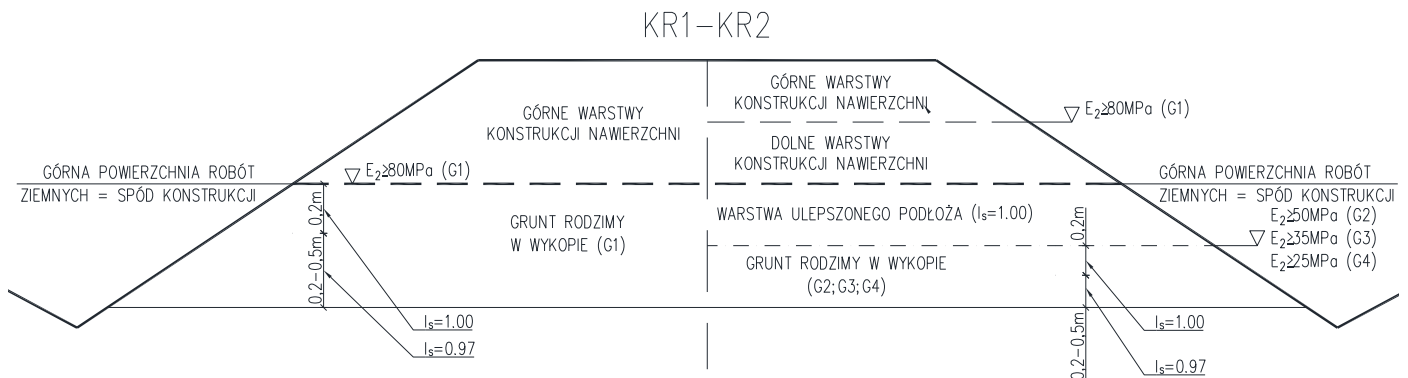 KR1-KR2
GÓRNE WARSTWY
KONSTRUKCJI NAWIERZCHNI
GÓRNE WARSTWY
KONSTRUKCJI NAWIERZCHNI
E₂≥80MPa (G1)
DOLNE WARSTWY
KONSTRUKCJI NAWIERZCHNI
GÓRNA POWIERZCHNIA ROBÓT
ZIEMNYCH = SPÓD KONSTRUKCJI
E₂≥80MPa (G1)
GÓRNA POWIERZCHNIA ROBÓT
ZIEMNYCH = SPÓD KONSTRUKCJI
0,2m
0,2-0,5m
GRUNT RODZIMY
W WYKOPIE (G1)
WARSTWA ULEPSZONEGO PODŁOŻA (Iₛ=1.00)
0,2m
E₂≥50MPa (G2)
E₂≥35MPa (G3)
E₂≥25MPa (G4)
GRUNT RODZIMY W WYKOPIE
(G2;G3;G4)
Iₛ=1.00
Iₛ=0.97
0,2-0,5m
Iₛ=1.00
Iₛ=0.97